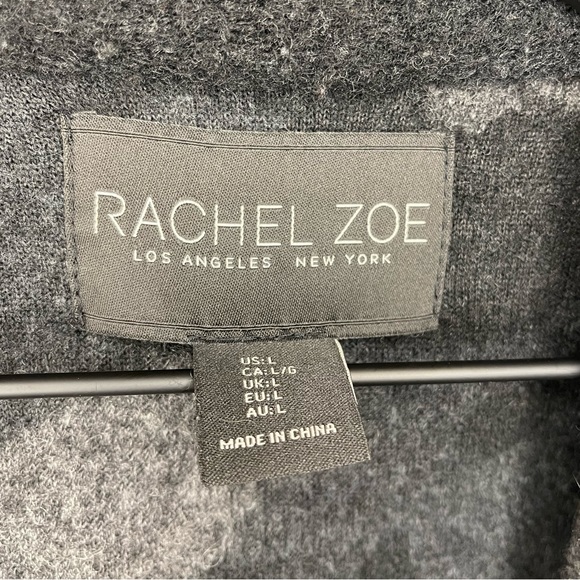 RACHEL ZOE
LOS ANGELES NEW YORK
US: L
CA: L/G
UK: L
EU: L
AU: L
MADE IN CHINA